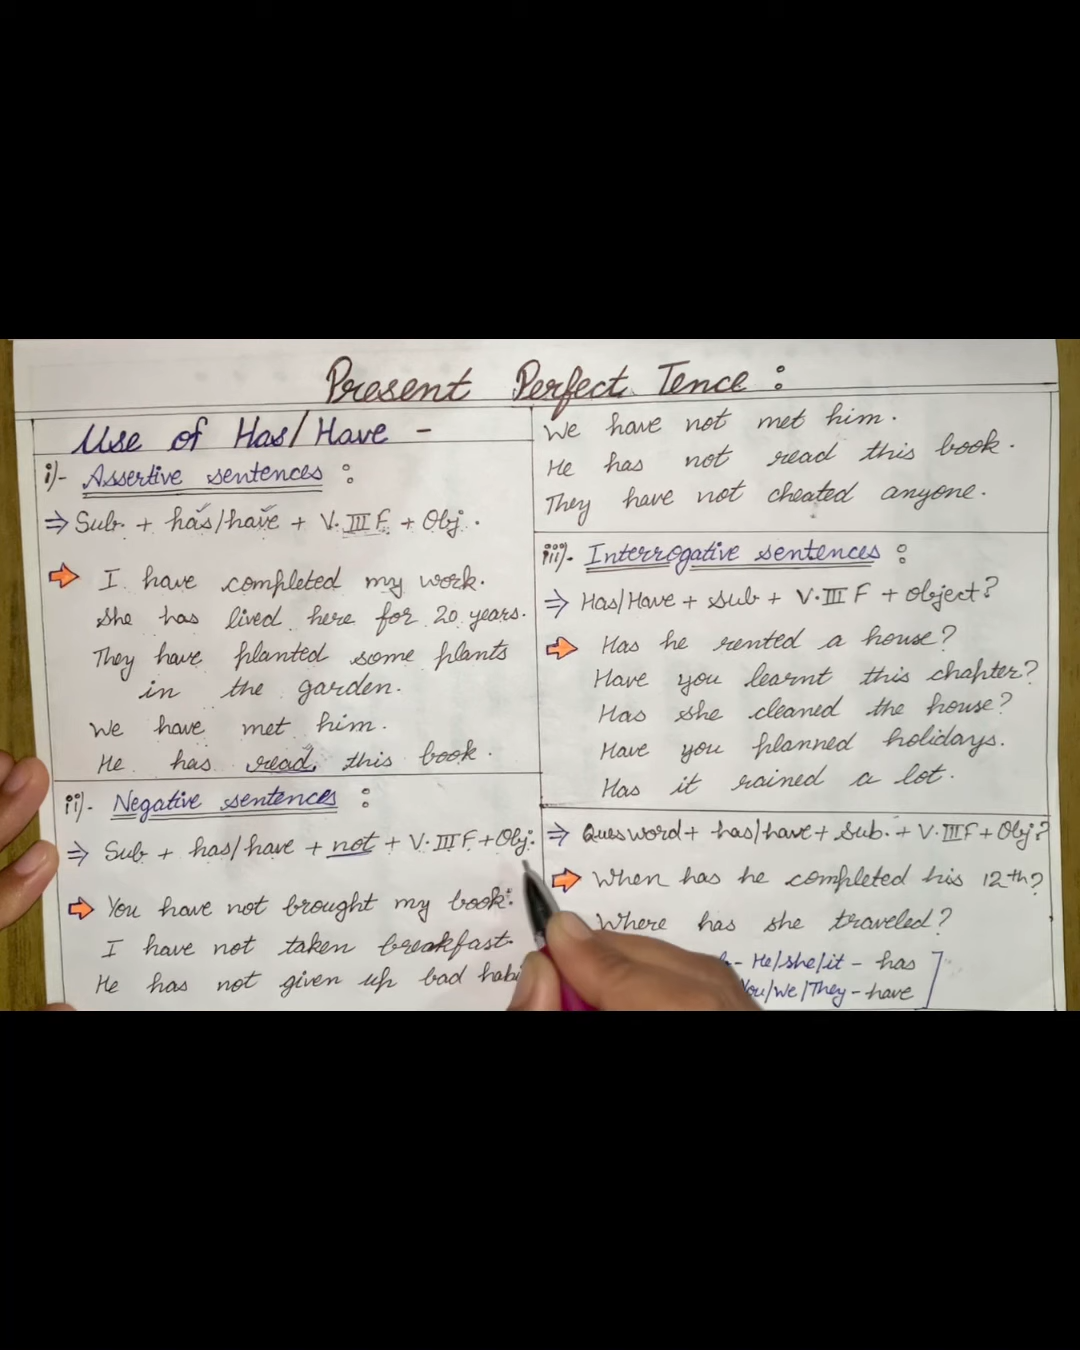 Present Perfect Tence :
Use of Has/Have -
i)- Assertive sentences :
⇒ Sub. + has/have + V.III F. + Obj.
I have completed my work.
She has lived here for 20 years.
They have planted some plants
in the garden.
We have met him.
He has read this book.
ii)- Negative sentences :
⇒ Sub + has/have + not + V.III F. + Obj.
You have not brought my book.
I have not taken breakfast.
He has not given up bad
We have not met him.
He has not read this book.
They have not cheated anyone.
iii)- Interrogative sentences :
⇒ Has/Have + sub + V.III F + object?
Has he rented a house?
Have you learnt this chapter?
Has she cleaned the house?
Have you planned holidays.
Has it rained a lot.
⇒ Ques word + has/have + Sub. + V.III F + Obj?
When has he completed his 12th?
Where has she traveled?
- He/she/it - has
/We/They - have